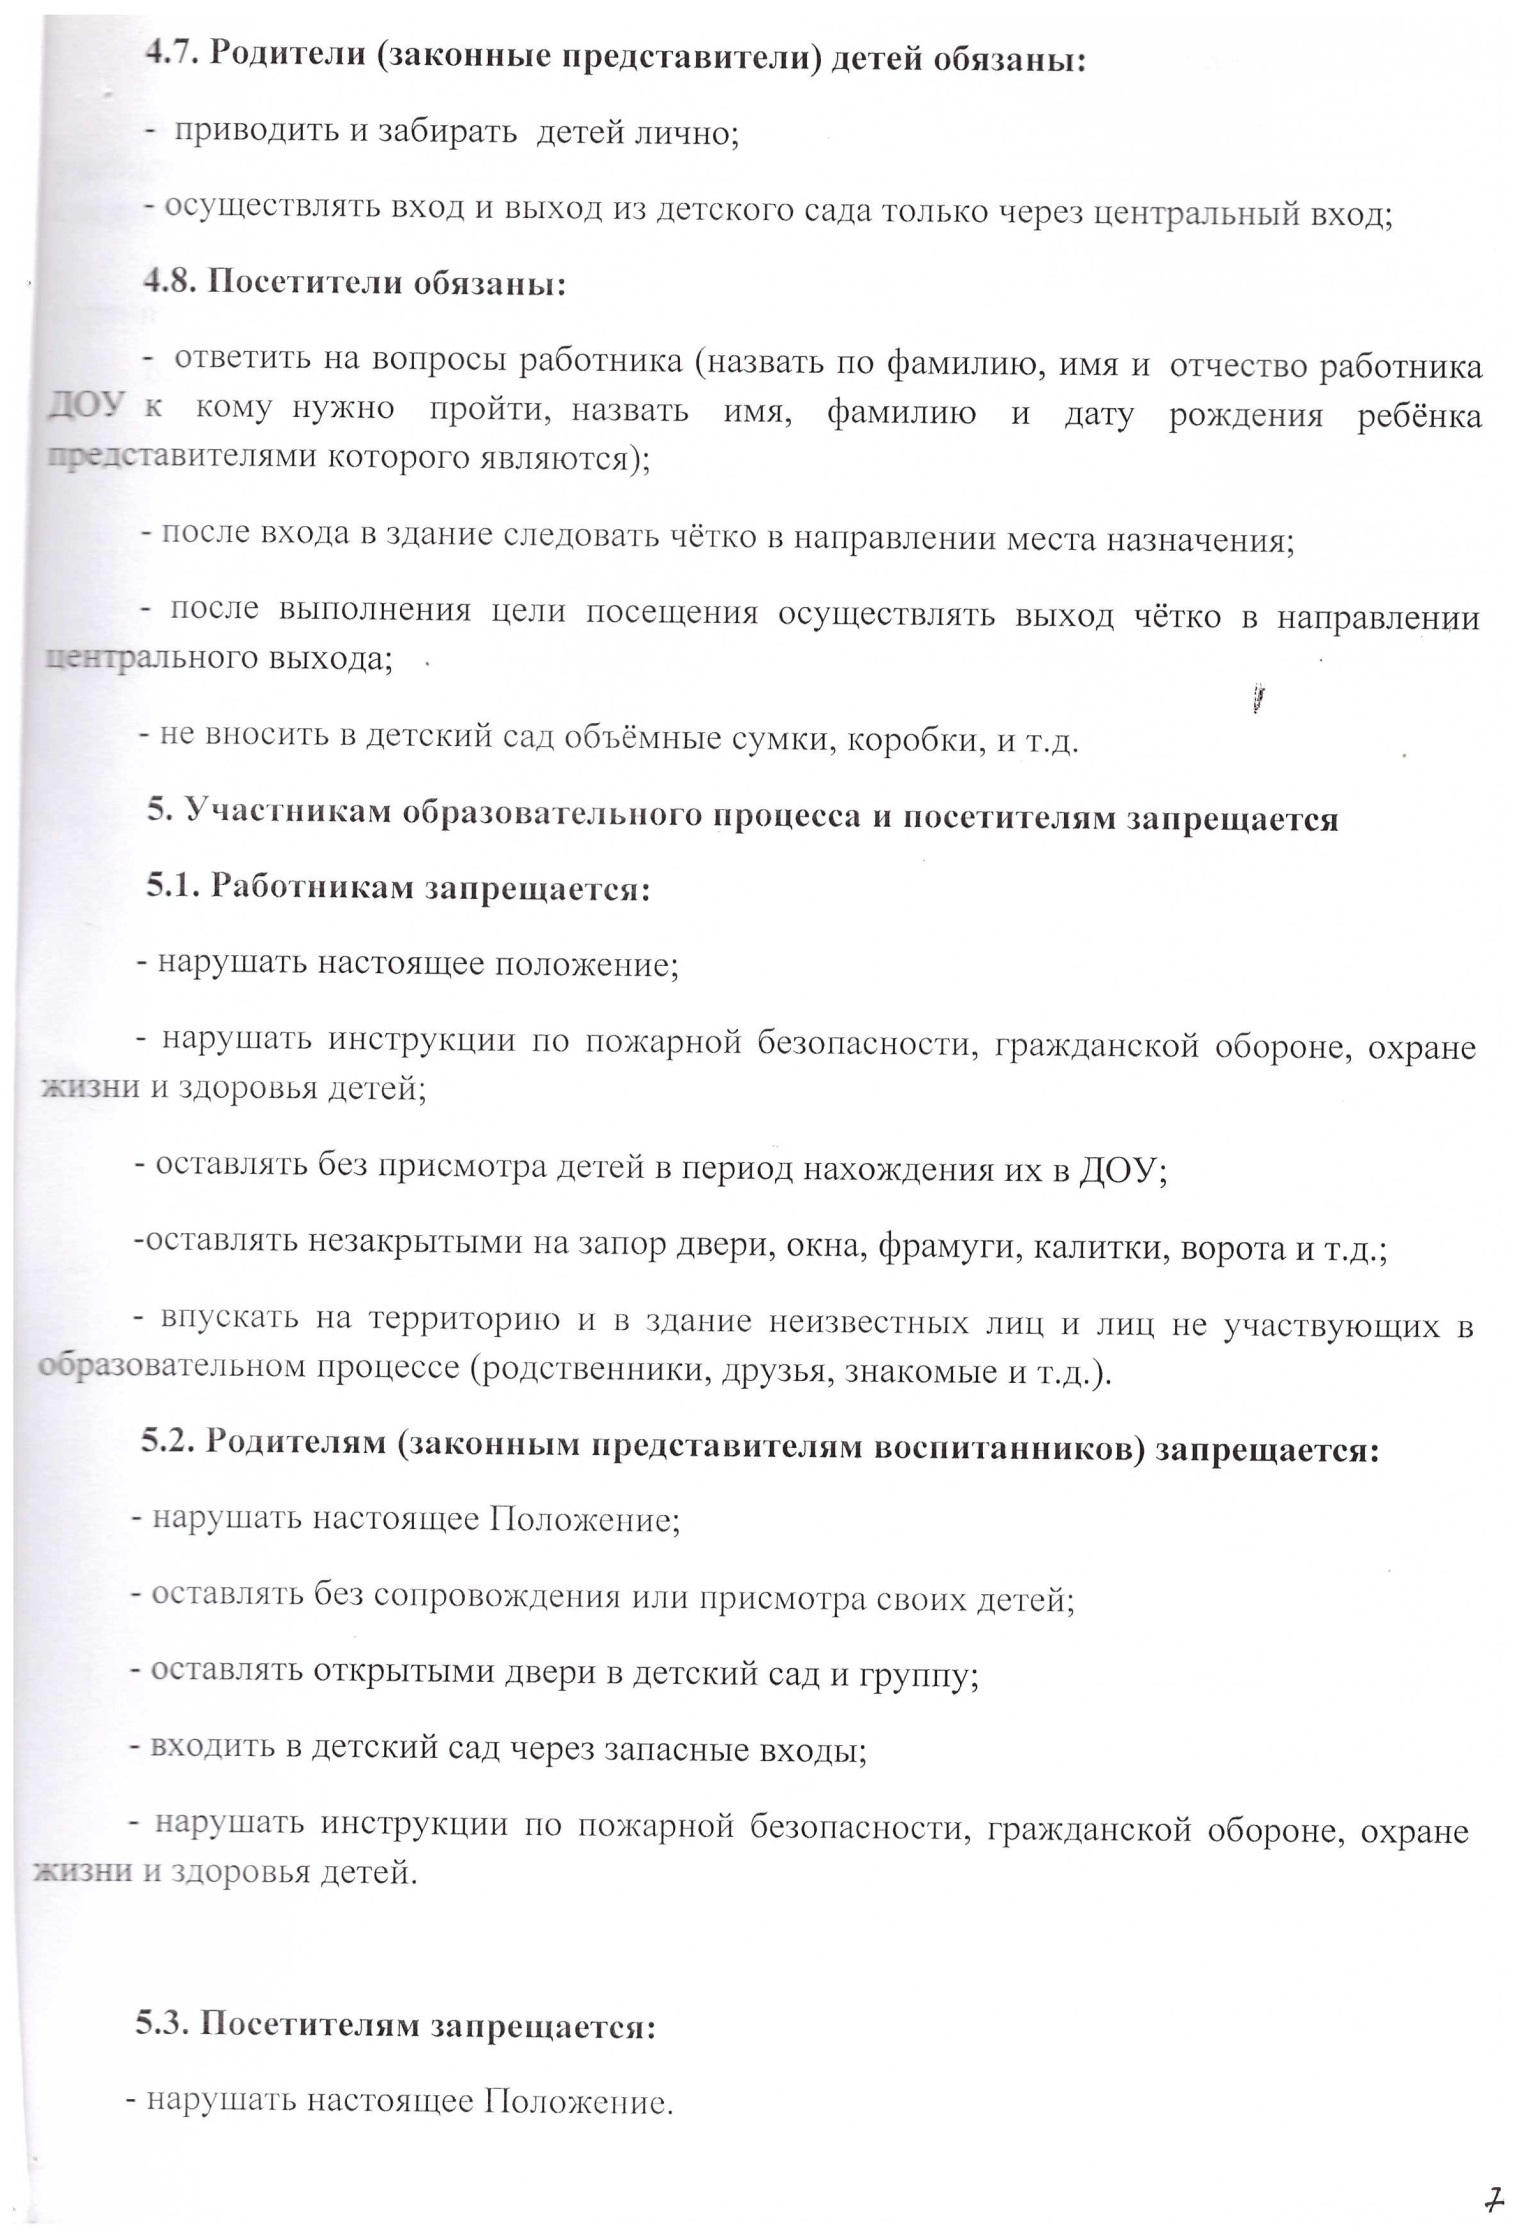 4.7. Родители (законные представители) детей обязаны:
- приводить и забирать детей лично;
- осуществлять вход и выход из детского сада только через центральный вход;
4.8. Посетители обязаны:
- ответить на вопросы работника (назвать по фамилию, имя и отчество работника
ДОУ к кому нужно пройти, назвать имя, фамилию и дату рождения ребёнка
представителями которого являются);
- после входа в здание следовать чётко в направлении места назначения;
- после выполнения цели посещения осуществлять выход чётко в направлении
центрального выхода;
- не вносить в детский сад объёмные сумки, коробки, и т.д.
5. Участникам образовательного процесса и посетителям запрещается
5.1. Работникам запрещается:
- нарушать настоящее положение;
- нарушать инструкции по пожарной безопасности, гражданской обороне, охране
жизни и здоровья детей;
- оставлять без присмотра детей в период нахождения их в ДОУ;
-оставлять незакрытыми на запор двери, окна, фрамуги, калитки, ворота и т.д.;
- впускать на территорию и в здание неизвестных лиц и лиц не участвующих в
образовательном процессе (родственники, друзья, знакомые и т.д.).
5.2. Родителям (законным представителям воспитанников) запрещается:
- нарушать настоящее Положение;
- оставлять без сопровождения или присмотра своих детей;
- оставлять открытыми двери в детский сад и группу;
- входить в детский сад через запасные входы;
- нарушать инструкции по пожарной безопасности, гражданской обороне, охране
жизни и здоровья детей.
5.3. Посетителям запрещается:
- нарушать настоящее Положение.
7